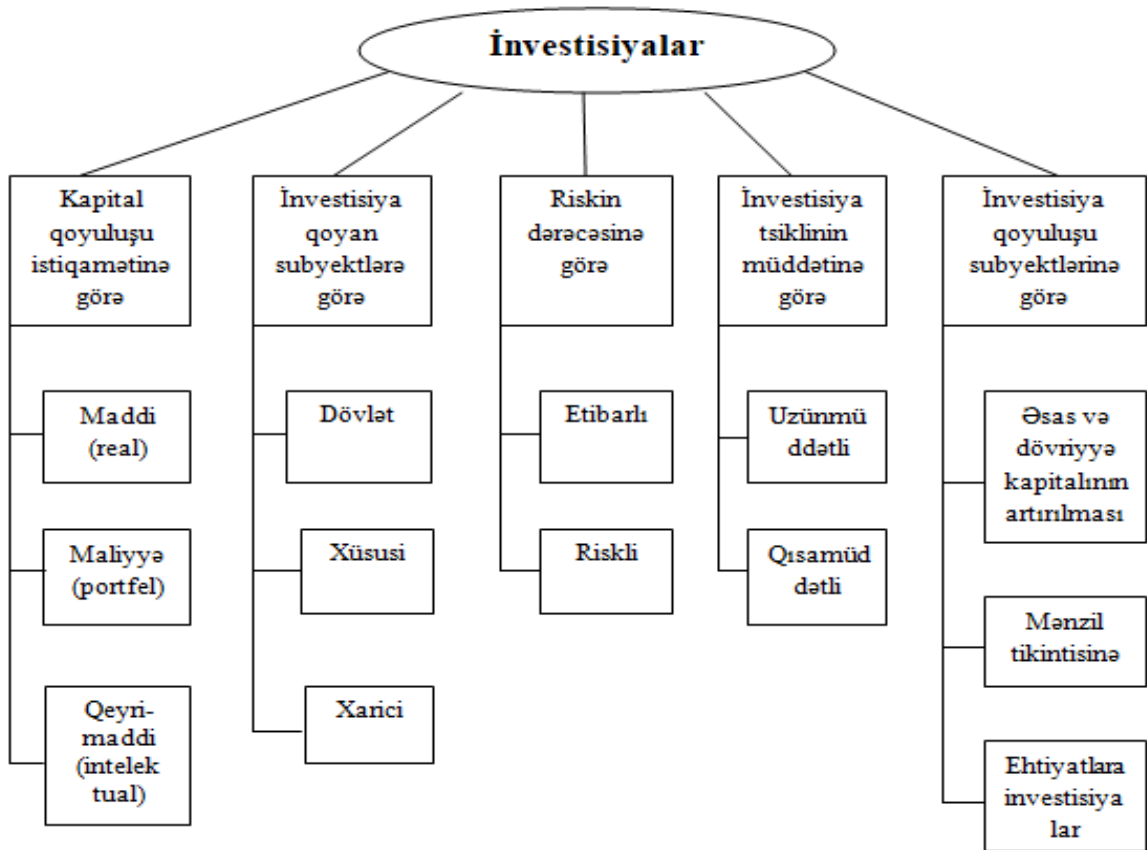 İnvestisiyalar
Kapital
qoyuluşu
istiqamətinə
görə
Maddi
(real)
Maliyyə
(portfel)
Qeyri-
maddi
(intelek
tual)
İnvestisiya
qoyan
subyektlərə
görə
Dövlət
Xüsusi
Xarici
Riskin
dərəcəsinə
görə
Etibarlı
Riskli
İnvestisiya
tsiklinin
müddətinə
görə
Uzünmü
ddətli
Qısamüd
dətli
İnvestisiya
qoyuluşu
subyektlərinə
görə
Əsas və
dövriyyə
kapitalının
artırılması
Mənzil
tikintisinə
Ehtiyatlara
investisiya
lar